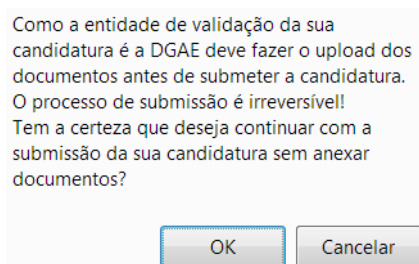 Como a entidade de validação da sua
candidatura é a DGAE deve fazer o upload dos
documentos antes de submeter a candidatura.
O processo de submissão é irreversível!
Tem a certeza que deseja continuar com a
submissão da sua candidatura sem anexar
documentos?
OK
Cancelar